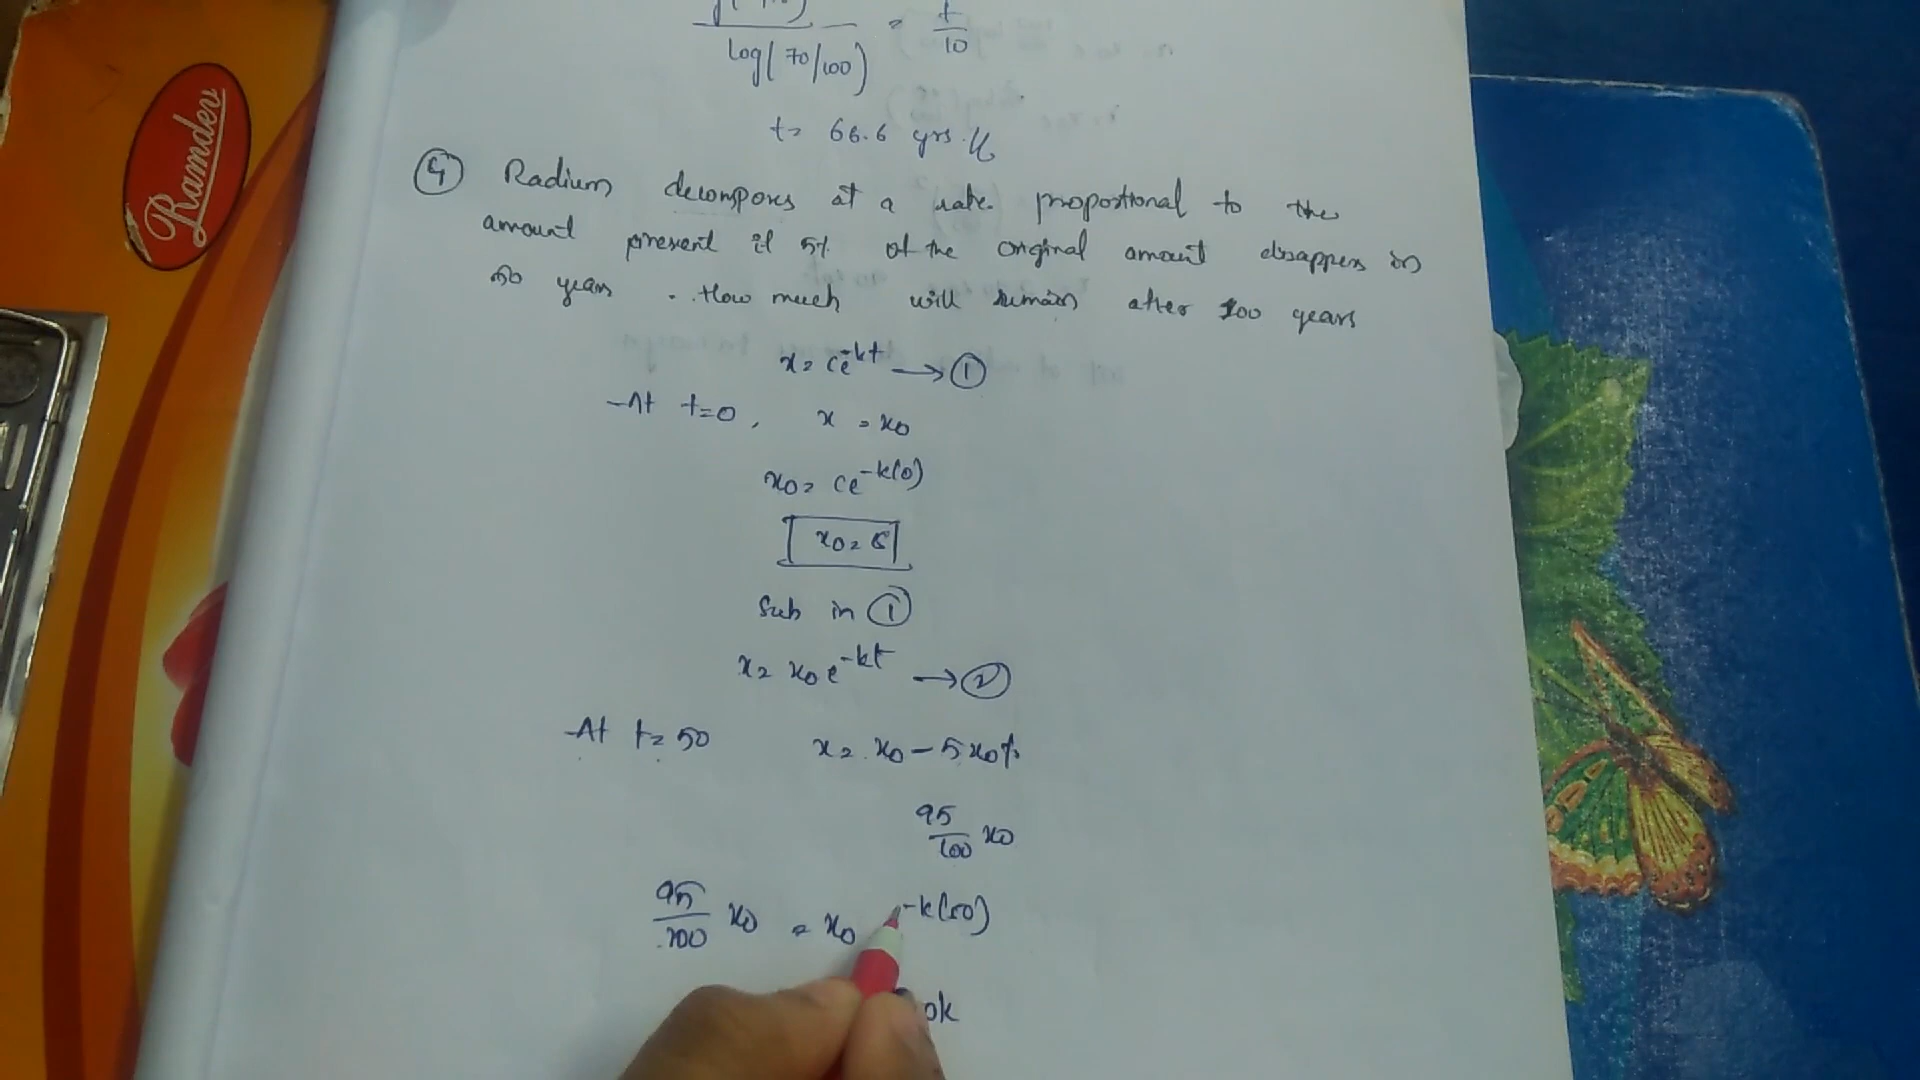 Ramdev
log(70/100) = t/10
t= 66.6 yrs.
④ Radium decomposes at a rate proportional to the
amount present if 5% of the original amount disappears in
50 years. How much will remain after 100 years
x= ce^-kt → ①
At t=0, x = x0
x0= ce^-k(0)
x0= c
Sub in ①
x= x0 e^-kt → ②
At t= 50 x= x0 - 5x0%
95/100 x0
95/100 x0 = x0 -k(50)
0k